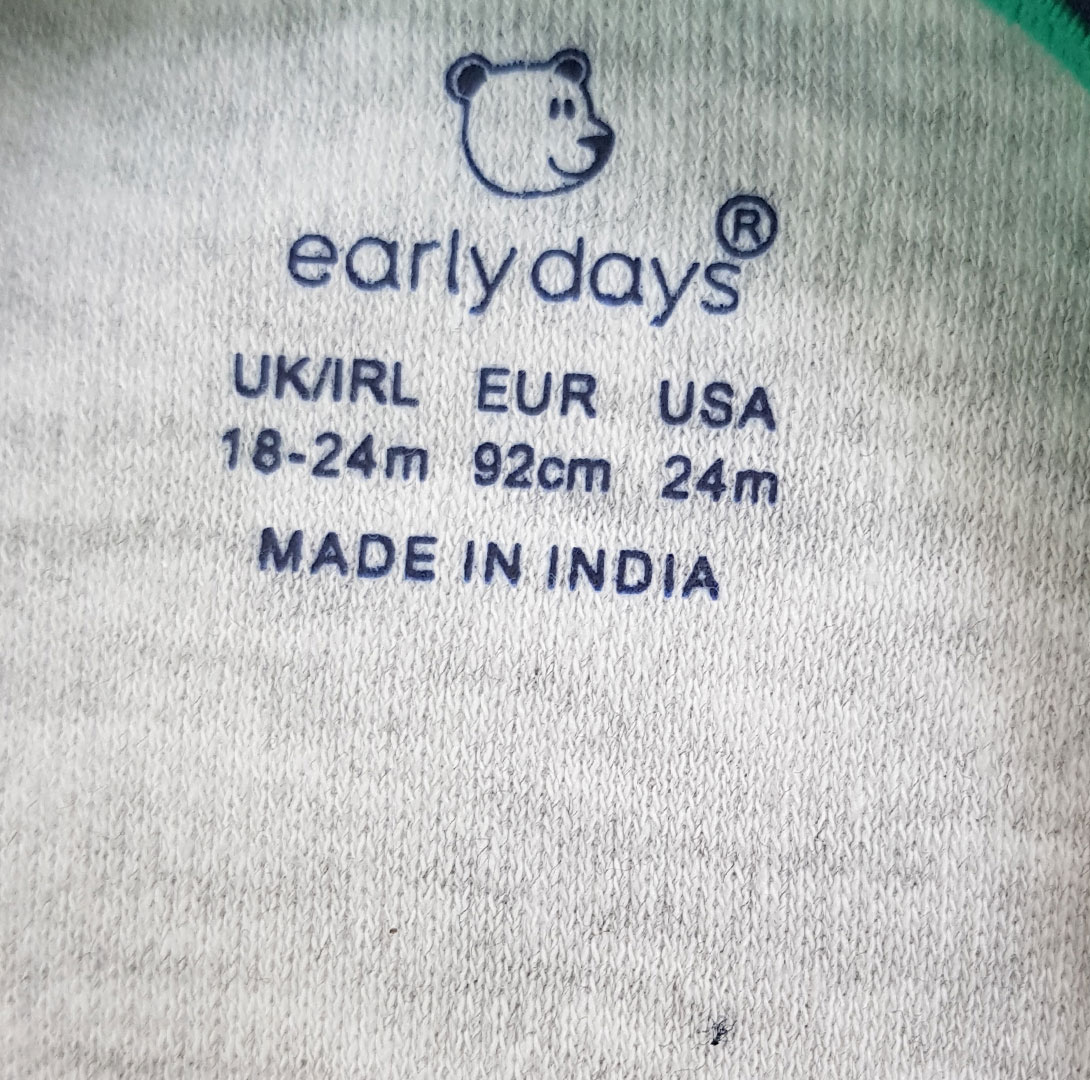 early days®
UK/IRL EUR USA
18-24m 92cm 24m
MADE IN INDIA